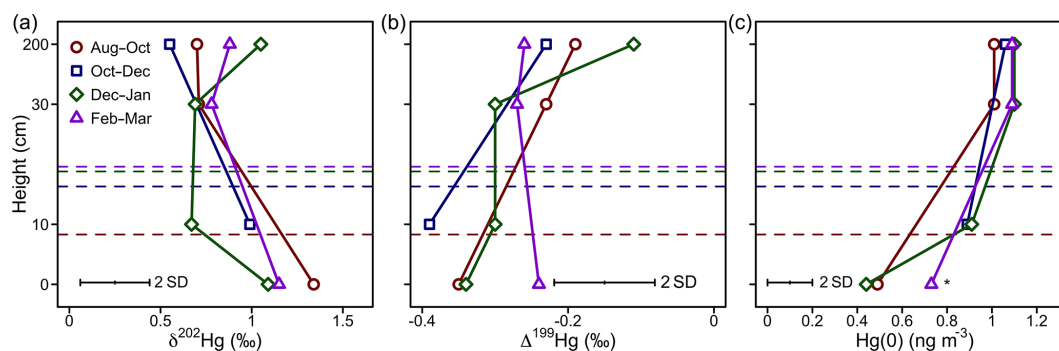 (a)
(b)
(c)
Height (cm)
200
30
10
0
Aug–Oct
Oct–Dec
Dec–Jan
Feb–Mar
2 SD
2 SD
2 SD
*
0 0.5 1 1.5
-0.4 -0.2 0
0 0.2 0.4 0.6 0.8 1 1.2
δ²⁰²Hg (‰)
Δ¹⁹⁹Hg (‰)
Hg(0) (ng m⁻³)